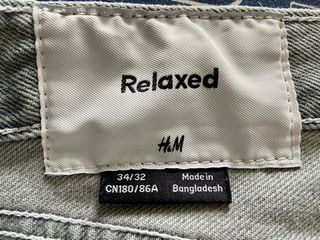 Relaxed
H&M
34/32
CN180/86A
Made in
Bangladesh